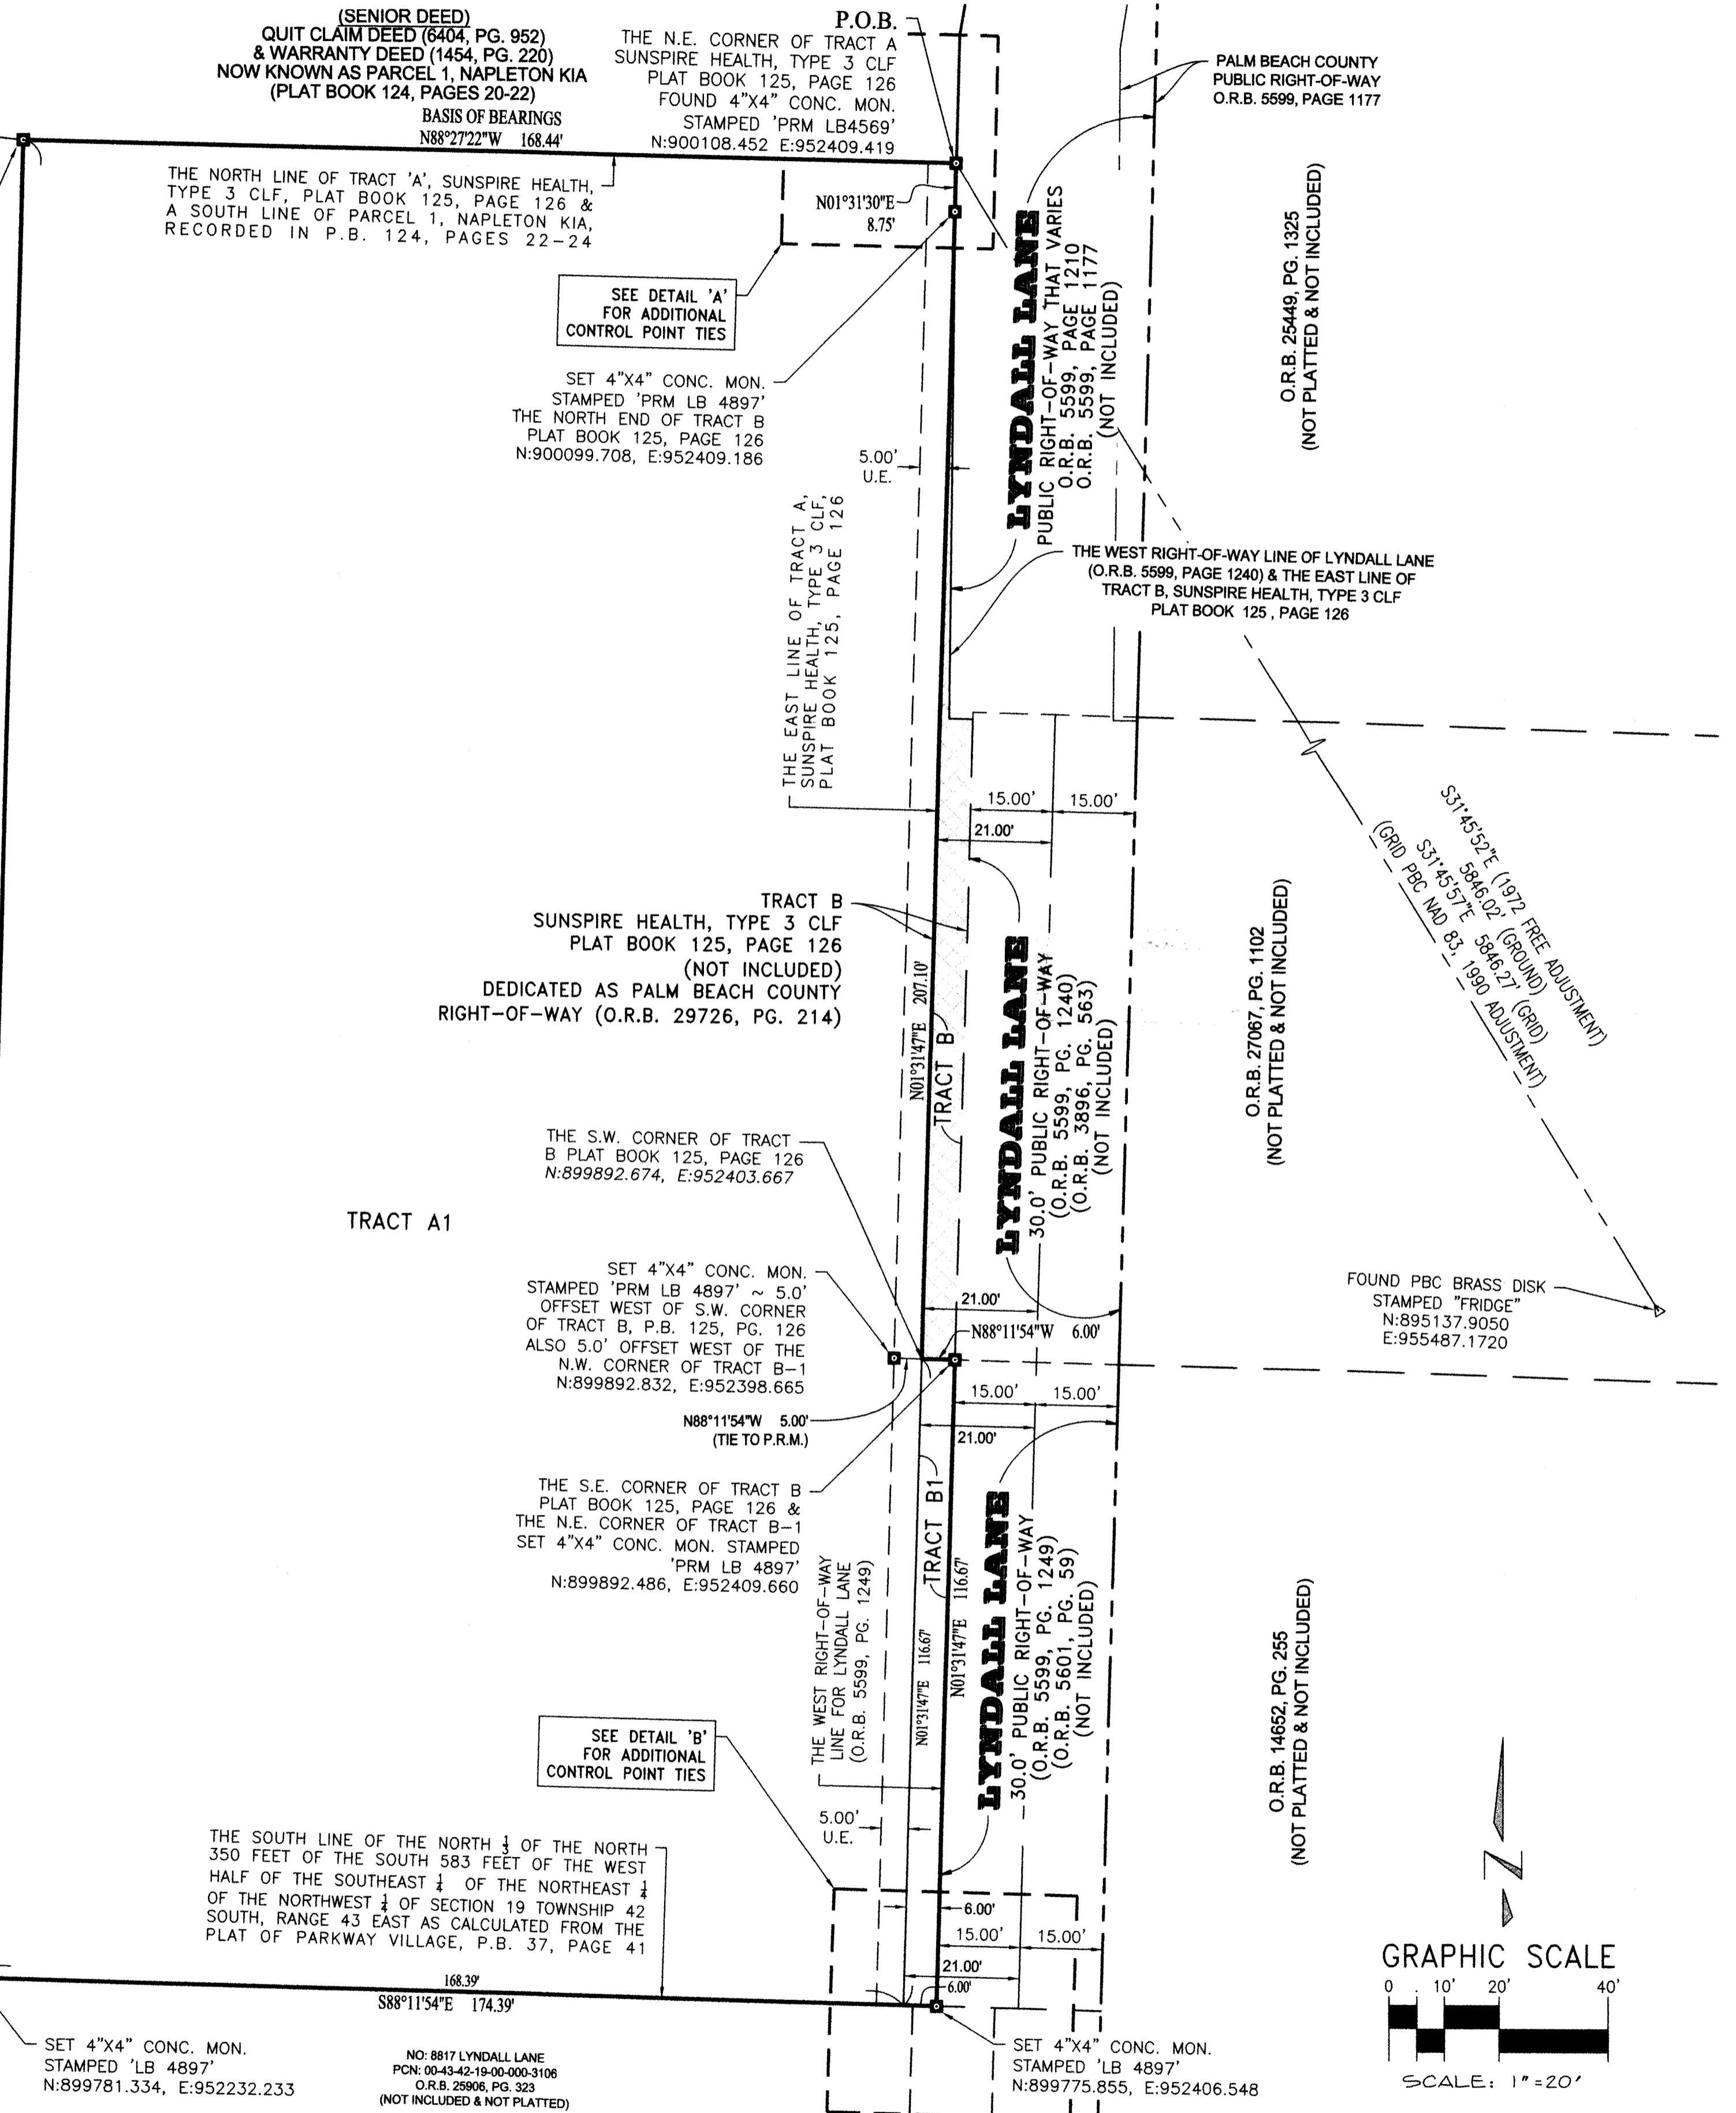 (SENIOR DEED)
QUIT CLAIM DEED (6404, PG. 952)
& WARRANTY DEED (1454, PG. 220)
NOW KNOWN AS PARCEL 1, NAPLETON KIA
(PLAT BOOK 124, PAGES 20-22)
BASIS OF BEARINGS
N88°27'22"W 168.44'
P.O.B.
THE N.E. CORNER OF TRACT A
SUNSPIRE HEALTH, TYPE 3 CLF
PLAT BOOK 125, PAGE 126
FOUND 4"X4" CONC. MON.
STAMPED 'PRM LB4569'
N:900108.452 E:952409.419
PALM BEACH COUNTY
PUBLIC RIGHT-OF-WAY
O.R.B. 5599, PAGE 1177
THE NORTH LINE OF TRACT 'A', SUNSPIRE HEALTH,
TYPE 3 CLF, PLAT BOOK 125, PAGE 126 &
A SOUTH LINE OF PARCEL 1, NAPLETON KIA,
RECORDED IN P.B. 124, PAGES 22-24
N01°31'30"E
8.75'
SEE DETAIL 'A'
FOR ADDITIONAL
CONTROL POINT TIES
LYNDALL LANE
PUBLIC RIGHT-OF-WAY THAT VARIES
O.R.B. 5599, PAGE 1210
O.R.B. 5599, PAGE 1177
(NOT INCLUDED)
O.R.B. 25449, PG. 1325
(NOT PLATTED & NOT INCLUDED)
SET 4"X4" CONC. MON.
STAMPED 'PRM LB 4897'
THE NORTH END OF TRACT B
PLAT BOOK 125, PAGE 126
N:900099.708, E:952409.186
5.00'
U.E.
THE EAST LINE OF TRACT A,
SUNSPIRE HEALTH, TYPE 3 CLF,
PLAT BOOK 125, PAGE 126
THE WEST RIGHT-OF-WAY LINE OF LYNDALL LANE
(O.R.B. 5599, PAGE 1240) & THE EAST LINE OF
TRACT B, SUNSPIRE HEALTH, TYPE 3 CLF
PLAT BOOK 125 , PAGE 126
15.00'
15.00'
21.00'
S31°45'52"E (1972 FREE ADJUSTMENT)
5846.02' (GROUND)
S31°45'57"E 5846.27' (GRID)
(GRID PBC NAD 83, 1990 ADJUSTMENT)
TRACT B
SUNSPIRE HEALTH, TYPE 3 CLF
PLAT BOOK 125, PAGE 126
(NOT INCLUDED)
DEDICATED AS PALM BEACH COUNTY
RIGHT-OF-WAY (O.R.B. 29726, PG. 214)
N01°31'47"E 207.10'
TRACT B
LYNDALL LANE
30.0' PUBLIC RIGHT-OF-WAY
(O.R.B. 5599, PG. 1240)
(O.R.B. 3896, PG. 563)
(NOT INCLUDED)
O.R.B. 27067, PG. 1102
(NOT PLATTED & NOT INCLUDED)
THE S.W. CORNER OF TRACT
B PLAT BOOK 125, PAGE 126
N:899892.674, E:952403.667
TRACT A1
SET 4"X4" CONC. MON.
STAMPED 'PRM LB 4897' ~ 5.0'
OFFSET WEST OF S.W. CORNER
OF TRACT B, P.B. 125, PG. 126
ALSO 5.0' OFFSET WEST OF THE
N.W. CORNER OF TRACT B-1
N:899892.832, E:952398.665
21.00'
N88°11'54"W 6.00'
FOUND PBC BRASS DISK
STAMPED "FRIDGE"
N:895137.9050
E:955487.1720
N88°11'54"W 5.00'
(TIE TO P.R.M.)
15.00'
15.00'
21.00'
THE S.E. CORNER OF TRACT B
PLAT BOOK 125, PAGE 126 &
THE N.E. CORNER OF TRACT B-1
SET 4"X4" CONC. MON. STAMPED
'PRM LB 4897'
N:899892.486, E:952409.660
THE WEST RIGHT-OF-WAY
LINE FOR LYNDALL LANE
(O.R.B. 5599, PG. 1249)
TRACT B1
N01°31'47"E 116.67'
N01°31'47"E 116.67'
LYNDALL LANE
30.0' PUBLIC RIGHT-OF-WAY
(O.R.B. 5599, PG. 1249)
(O.R.B. 5601, PG. 59)
(NOT INCLUDED)
O.R.B. 14652, PG. 255
(NOT PLATTED & NOT INCLUDED)
SEE DETAIL 'B'
FOR ADDITIONAL
CONTROL POINT TIES
5.00'
U.E.
THE SOUTH LINE OF THE NORTH 1/3 OF THE NORTH
350 FEET OF THE SOUTH 583 FEET OF THE WEST
HALF OF THE SOUTHEAST 1/4 OF THE NORTHEAST 1/4
OF THE NORTHWEST 1/4 OF SECTION 19 TOWNSHIP 42
SOUTH, RANGE 43 EAST AS CALCULATED FROM THE
PLAT OF PARKWAY VILLAGE, P.B. 37, PAGE 41
6.00'
15.00'
15.00'
21.00'
6.00'
168.39'
S88°11'54"E 174.39'
SET 4"X4" CONC. MON.
STAMPED 'LB 4897'
N:899781.334, E:952232.233
NO: 8817 LYNDALL LANE
PCN: 00-43-42-19-00-000-3106
O.R.B. 25906, PG. 323
(NOT INCLUDED & NOT PLATTED)
SET 4"X4" CONC. MON.
STAMPED 'LB 4897'
N:899775.855, E:952406.548
N
GRAPHIC SCALE
0 10' 20' 40'
SCALE: 1"=20'